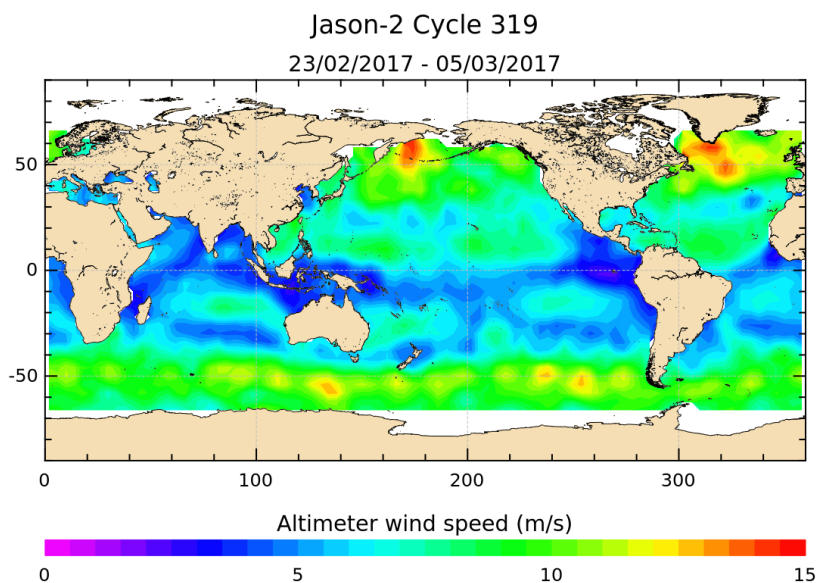 Jason-2 Cycle 319
23/02/2017 - 05/03/2017
50
0
-50
0 100 200 300
Altimeter wind speed (m/s)
0 5 10 15